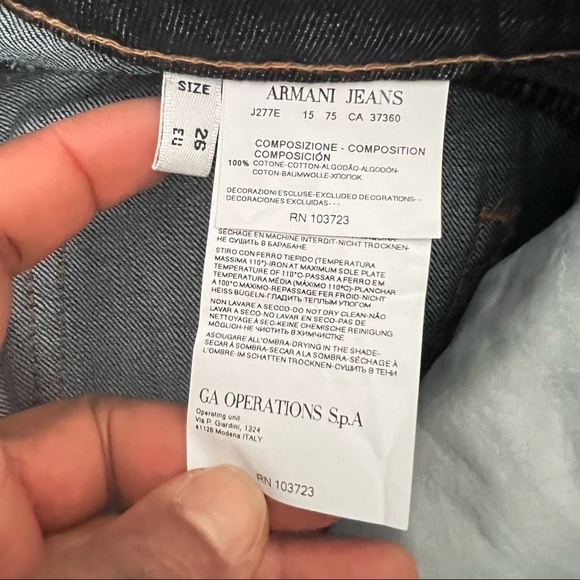 SIZE
26
EU
ARMANI JEANS
J277E 15 75 CA 37360
COMPOSIZIONE - COMPOSITION
COMPOSICIÓN
100% COTONE-COTTON-ALGODÃO-ALGODÓN-
COTON-BAUMWOLLE-ХЛОПОК
DECORAZIONI ESCLUSE-EXCLUDED DECORATIONS--
DECORACIONES EXCLUIDAS---
RN 103723
SÉCHAGE EN MACHINE INTERDIT-NICHT TROCKNEN-
НЕ СУШИТЬ В БАРАБАНЕ
STIRO CON FERRO TIEPIDO (TEMPERATURA
MASSIMA 110°)-IRON AT MAXIMUM SOLE PLATE
TEMPERATURE OF 110°C-PASSAR A FERRO EM
TEMPERATURA MÉDIA (MÁXIMO 110ºC)-PLANCHAR
A 100°C MAXIMO-REPASSAGE FER FROID-NICHT
HEISS BÜGELN-ГЛАДИТЬ ТЕПЛЫМ УТЮГОМ
NON LAVARE A SECCO-DO NOT DRY CLEAN-NÃO
LAVAR A SECO-NO LAVAR EN SECO-PAS DE
NETTOYAGE À SEC-KEINE CHEMISCHE REINIGUNG
MÖGLICH-НЕ ЧИСТИТЬ В ХИМЧИСТКЕ
ASCIUGARE ALL'OMBRA-DRYING IN THE SHADE-
SECAR À SOMBRA-SECAR A LA SOMBRA-SÉCHAGE À
L'OMBRE-IM SCHATTEN TROCKNEN-СУШИТЬ В ТЕНИ
GA OPERATIONS S.p.A
Operating unit:
Via P. Giardini, 1324
41126 Modena ITALY
RN 103723